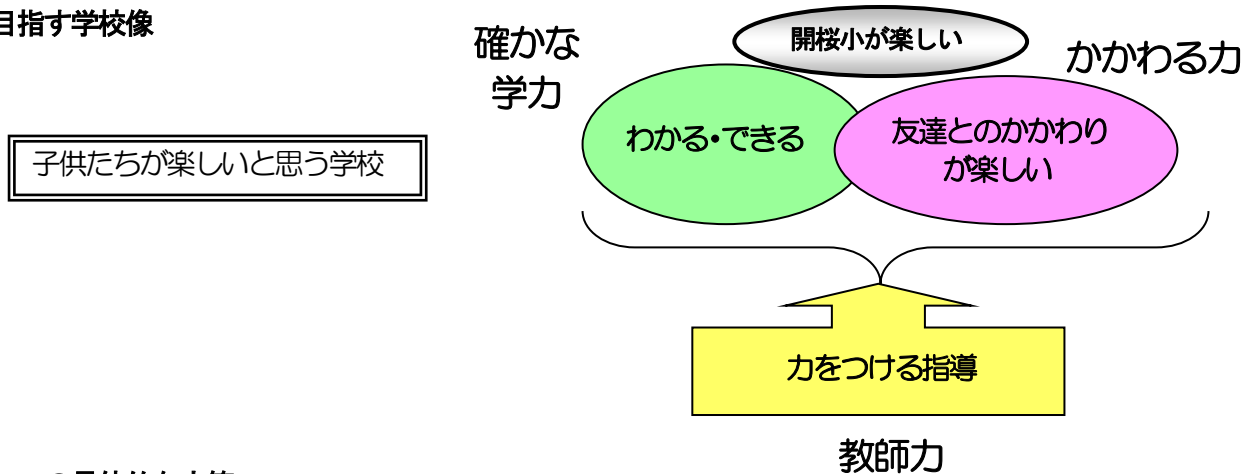 目指す学校像
確かな
学力
開桜小が楽しい
かかわる力
わかる・できる
友達とのかかわり
が楽しい
子供たちが楽しいと思う学校
力をつける指導
教師力